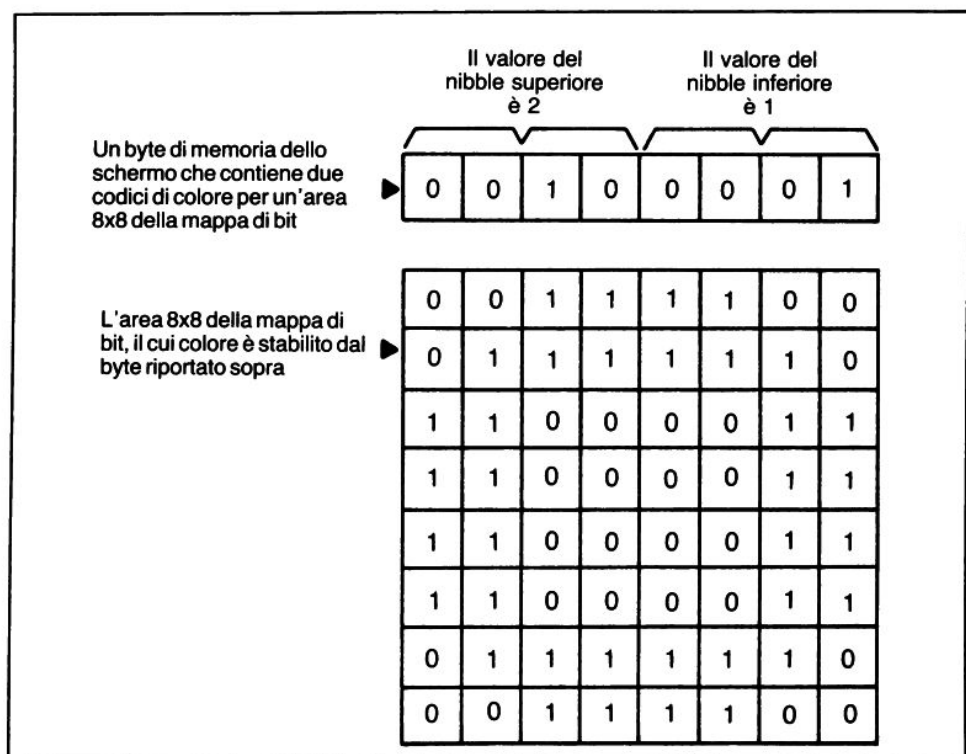 Il valore del
nibble superiore
è 2
Il valore del
nibble inferiore
è 1
Un byte di memoria dello
schermo che contiene due
codici di colore per un'area
8x8 della mappa di bit
0 0 1 0 0 0 0 1
L'area 8x8 della mappa di
bit, il cui colore è stabilito dal
byte riportato sopra
0 0 1 1 1 1 0 0
0 1 1 1 1 1 1 0
1 1 0 0 0 0 1 1
1 1 0 0 0 0 1 1
1 1 0 0 0 0 1 1
1 1 0 0 0 0 1 1
0 1 1 1 1 1 1 0
0 0 1 1 1 1 0 0